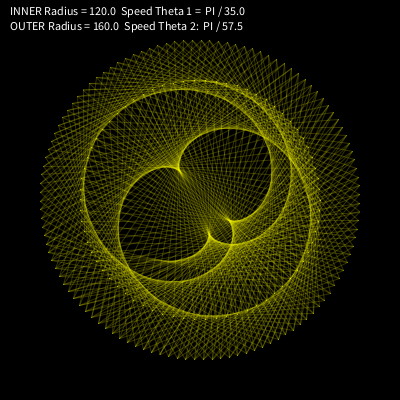 INNER Radius = 120.0  Speed Theta 1 =  PI / 35.0
OUTER Radius = 160.0  Speed Theta 2:  PI / 57.5